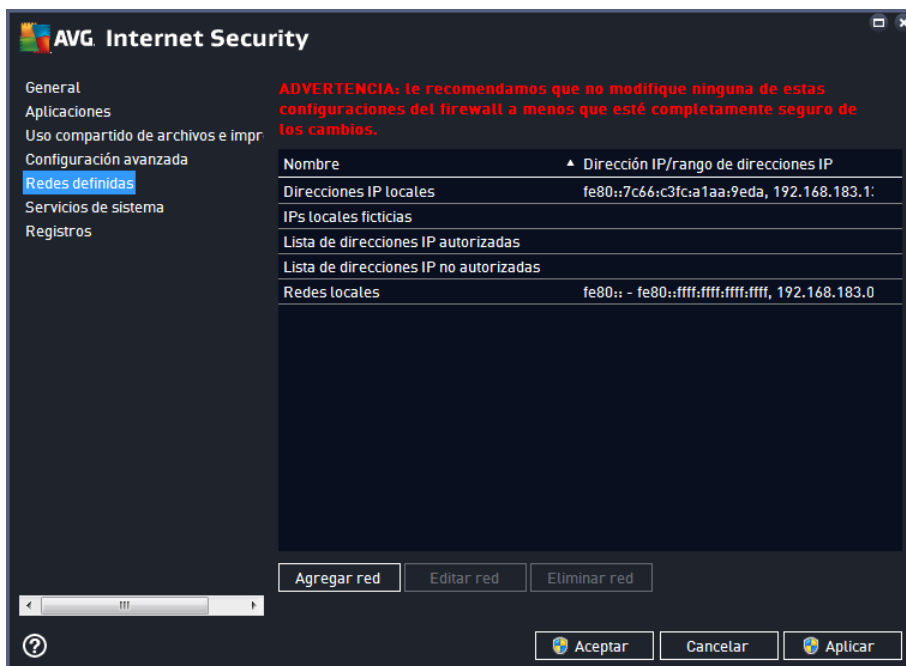 AVG Internet Security
General
Aplicaciones
Uso compartido de archivos e impr
Configuración avanzada
Redes definidas
Servicios de sistema
Registros
ADVERTENCIA: le recomendamos que no modifique ninguna de estas
configuraciones del firewall a menos que esté completamente seguro de
los cambios.
Nombre Dirección IP/rango de direcciones IP
Direcciones IP locales fe80::7c66:c3fc:a1aa:9eda, 192.168.183.13
IPs locales ficticias
Lista de direcciones IP autorizadas
Lista de direcciones IP no autorizadas
Redes locales fe80:: - fe80::ffff:ffff:ffff:ffff, 192.168.183.0
Agregar red Editar red Eliminar red
Aceptar Cancelar Aplicar